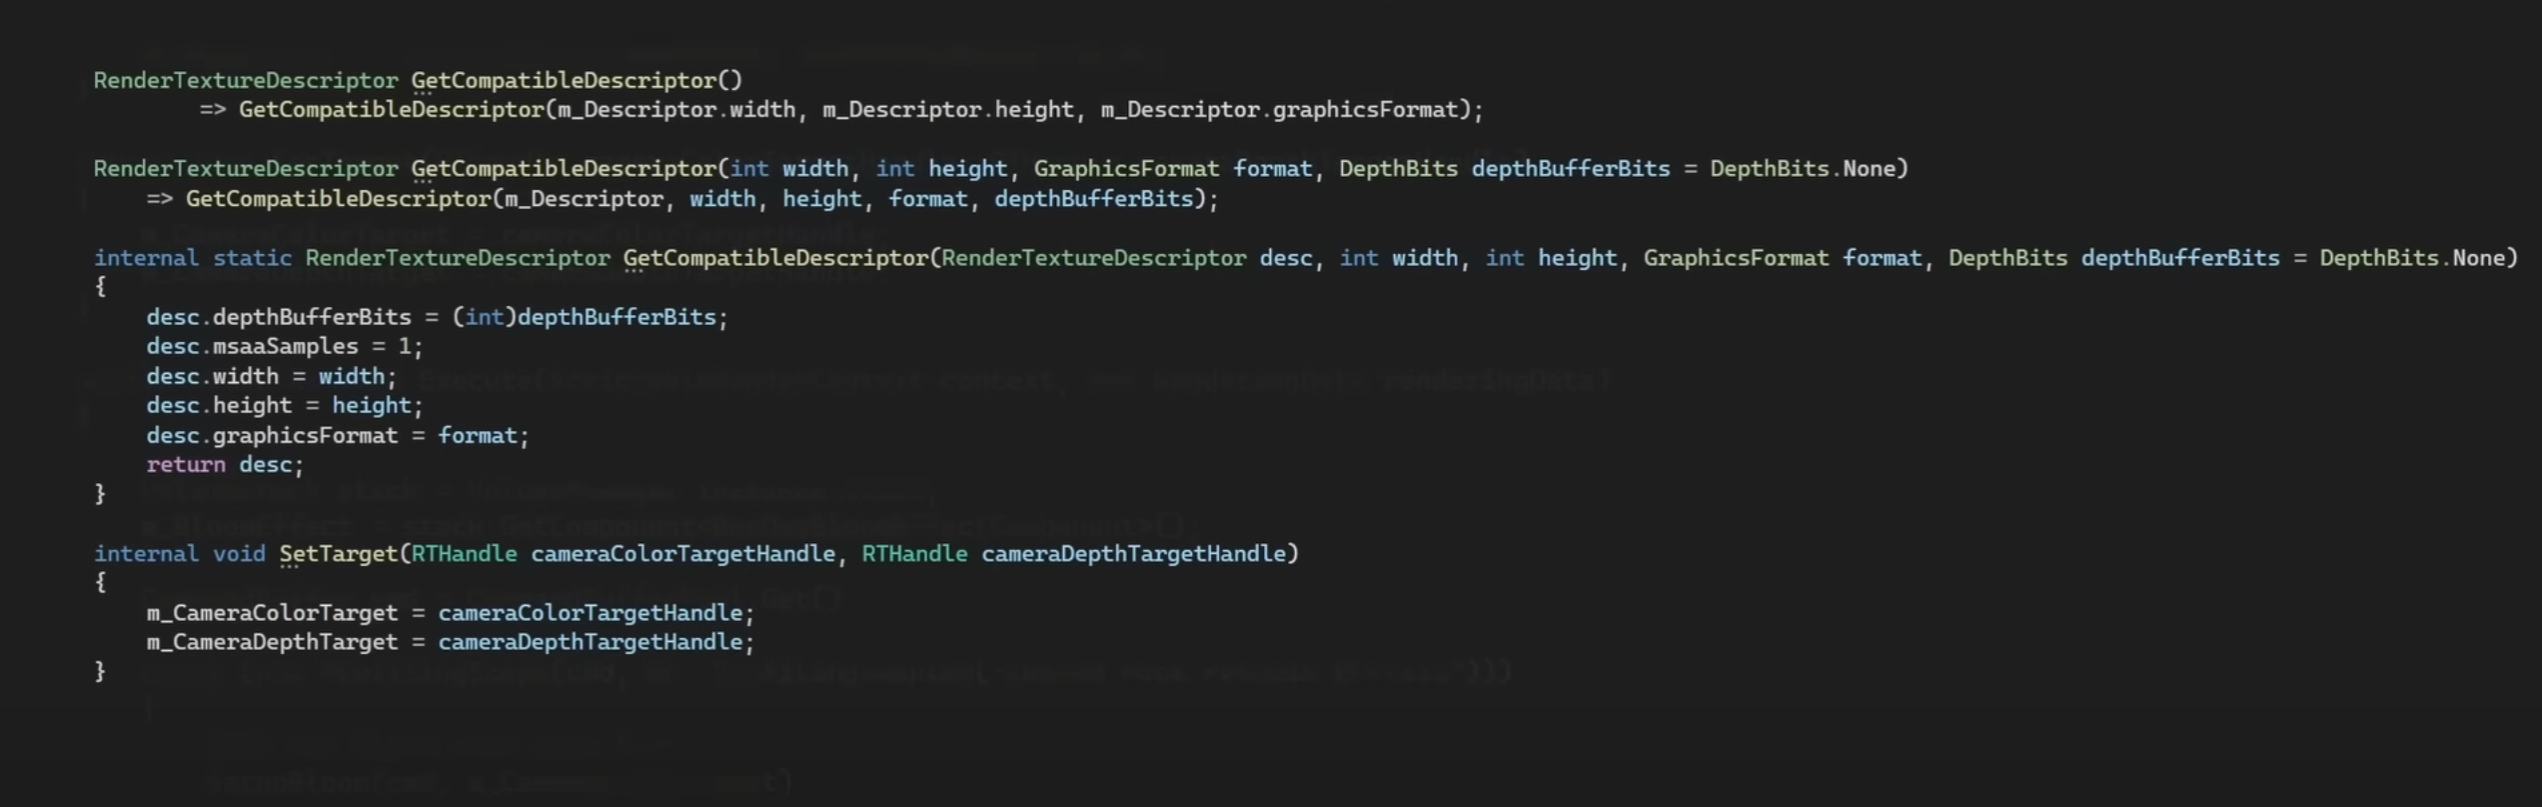 RenderTextureDescriptor GetCompatibleDescriptor()
        => GetCompatibleDescriptor(m_Descriptor.width, m_Descriptor.height, m_Descriptor.graphicsFormat);

RenderTextureDescriptor GetCompatibleDescriptor(int width, int height, GraphicsFormat format, DepthBits depthBufferBits = DepthBits.None)
    => GetCompatibleDescriptor(m_Descriptor, width, height, format, depthBufferBits);

internal static RenderTextureDescriptor GetCompatibleDescriptor(RenderTextureDescriptor desc, int width, int height, GraphicsFormat format, DepthBits depthBufferBits = DepthBits.None)
{
    desc.depthBufferBits = (int)depthBufferBits;
    desc.msaaSamples = 1;
    desc.width = width;
    desc.height = height;
    desc.graphicsFormat = format;
    return desc;
}

internal void SetTarget(RTHandle cameraColorTargetHandle, RTHandle cameraDepthTargetHandle)
{
    m_CameraColorTarget = cameraColorTargetHandle;
    m_CameraDepthTarget = cameraDepthTargetHandle;
}